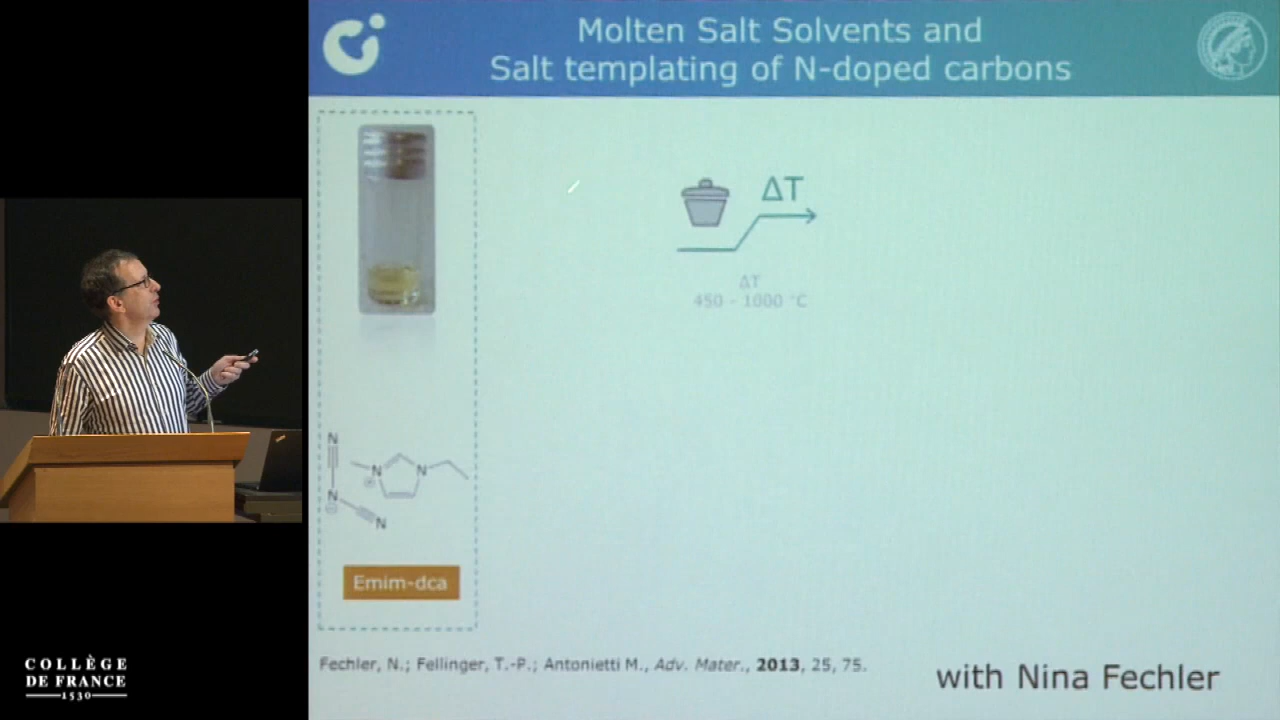 Molten Salt Solvents and
Salt templating of N-doped carbons
ΔT
ΔT
450 - 1000 °C
N
N
N
N
N
Emim-dca
Fechler, N.; Fellinger, T.-P.; Antonietti M., Adv. Mater., 2013, 25, 75.
with Nina Fechler
COLLÈGE
DE FRANCE
1530